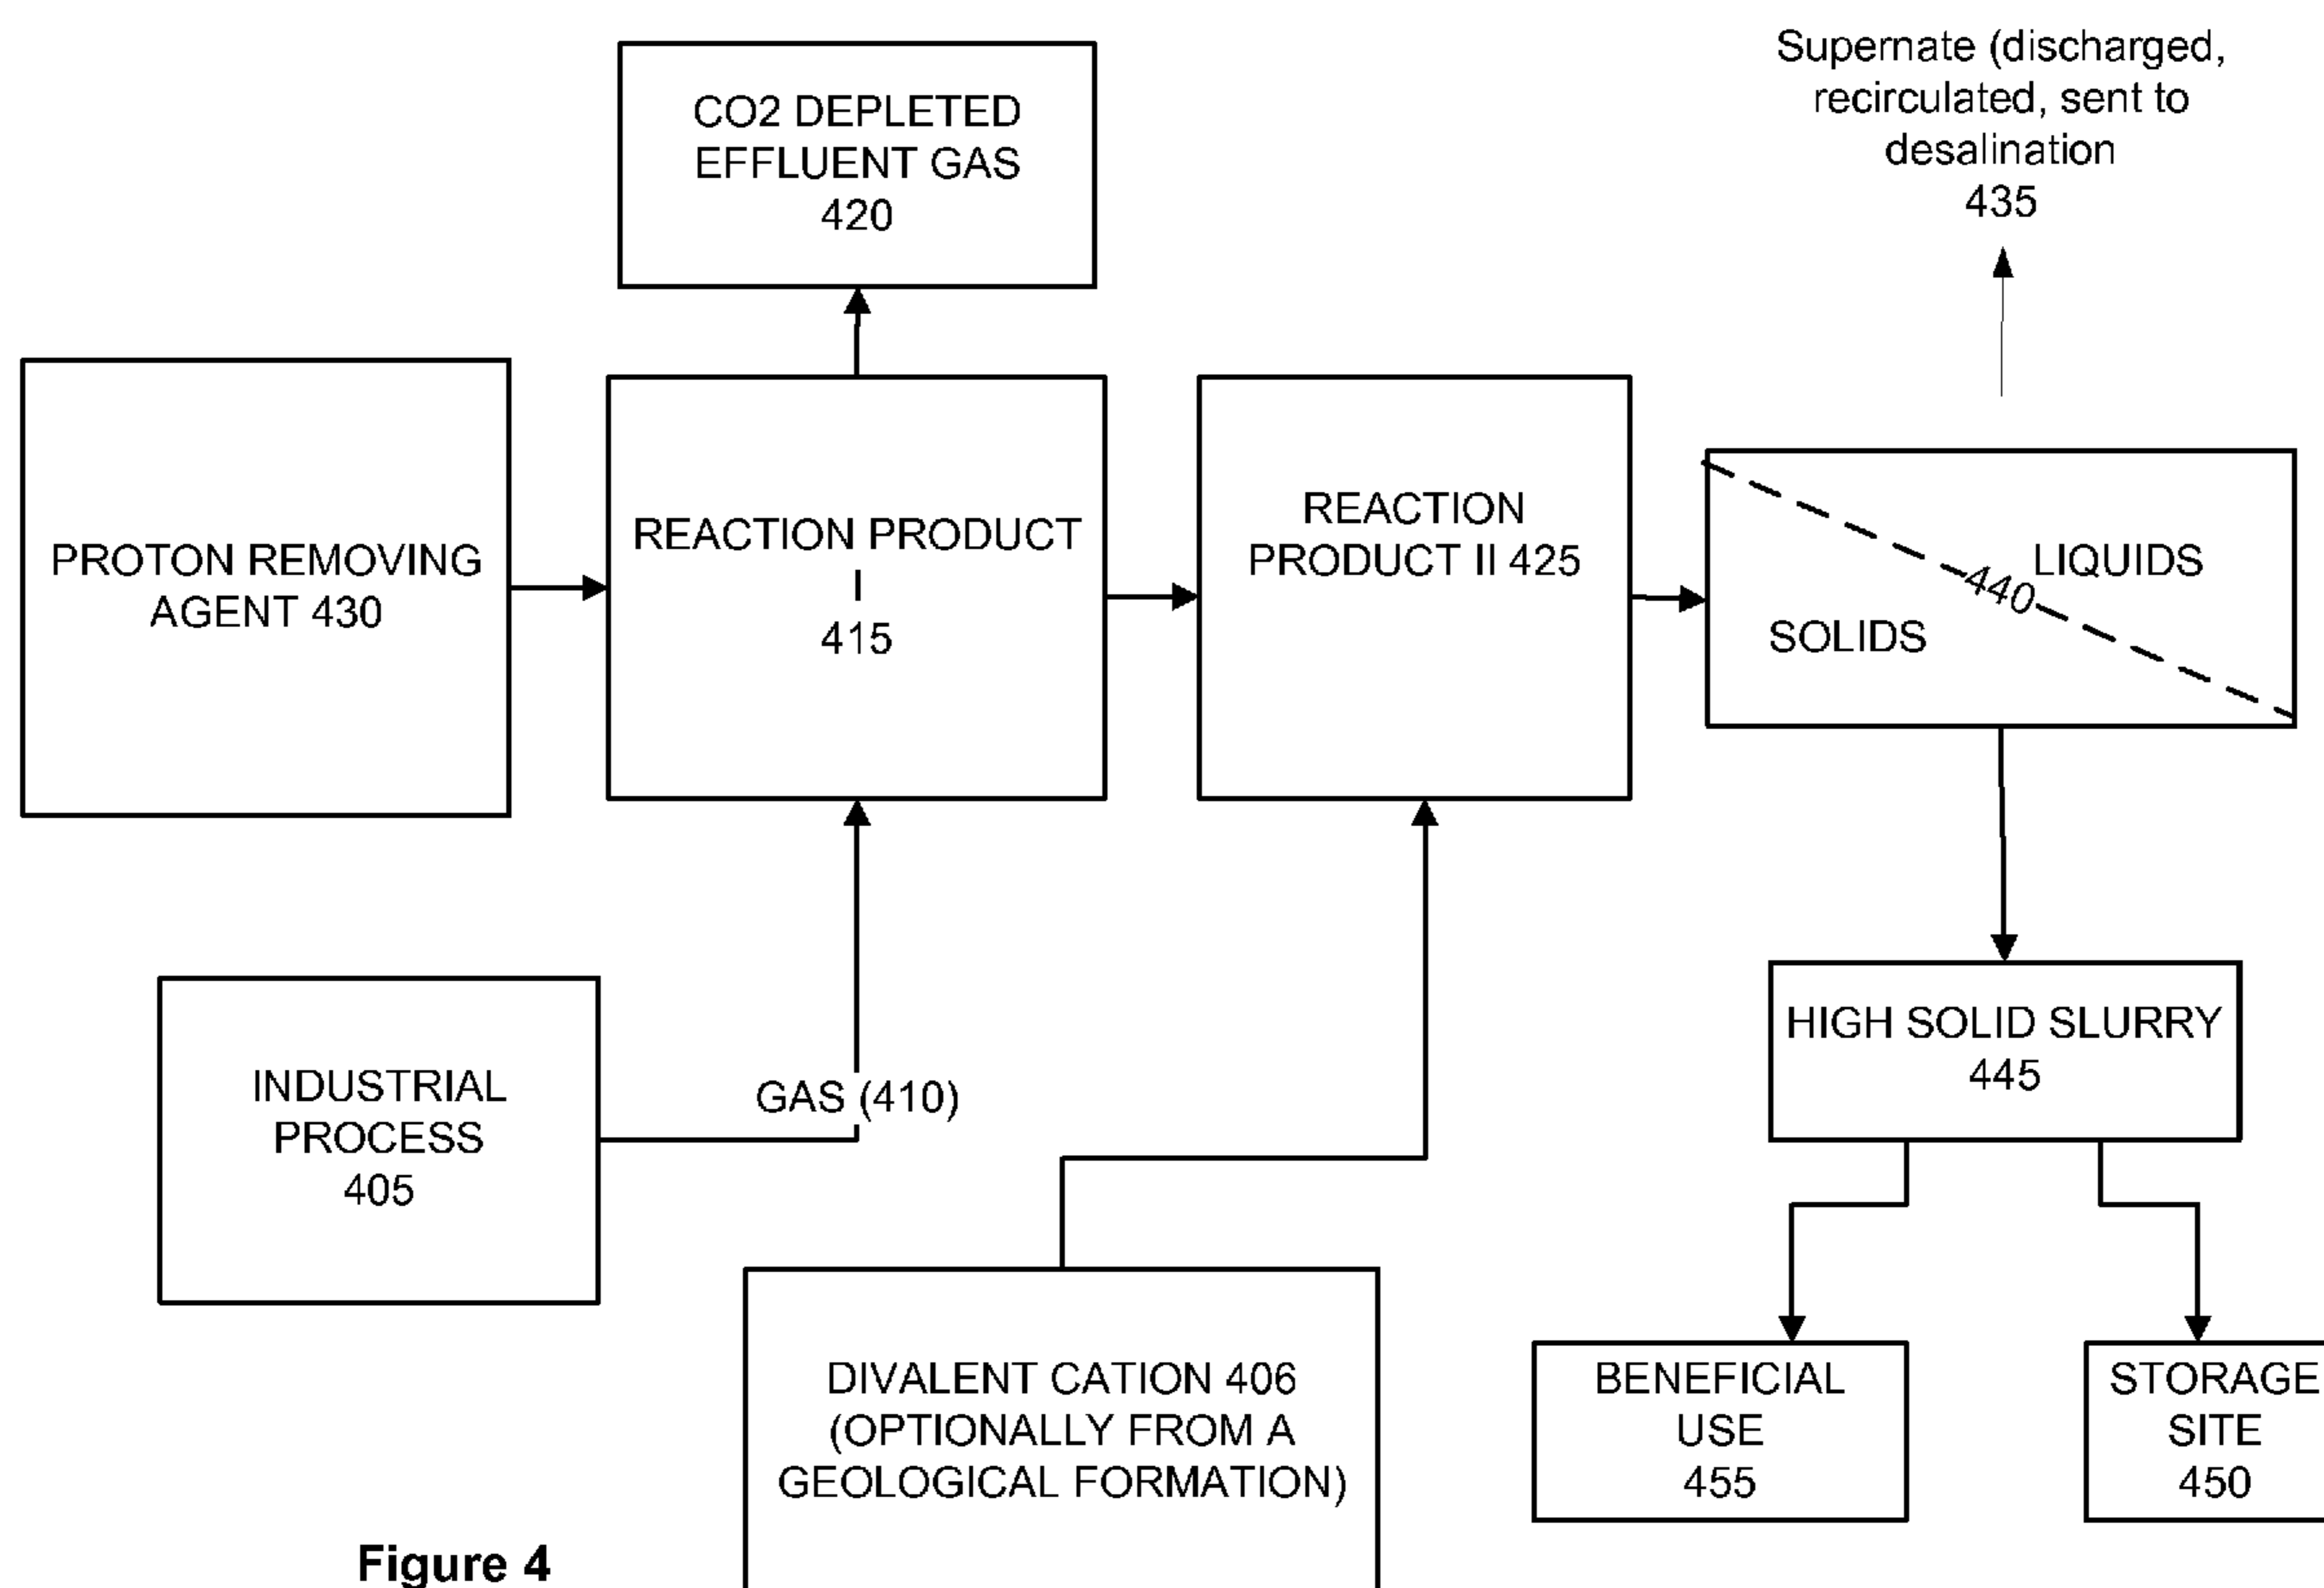 Supernate (discharged,
recirculated, sent to
desalination
435
CO2 DEPLETED
EFFLUENT GAS
420
PROTON REMOVING
AGENT 430
REACTION PRODUCT
I
415
REACTION
PRODUCT II 425
LIQUIDS
440
SOLIDS
HIGH SOLID SLURRY
445
INDUSTRIAL
PROCESS
405
GAS (410)
DIVALENT CATION 406
(OPTIONALLY FROM A
GEOLOGICAL FORMATION)
BENEFICIAL
USE
455
STORAGE
SITE
450
Figure 4